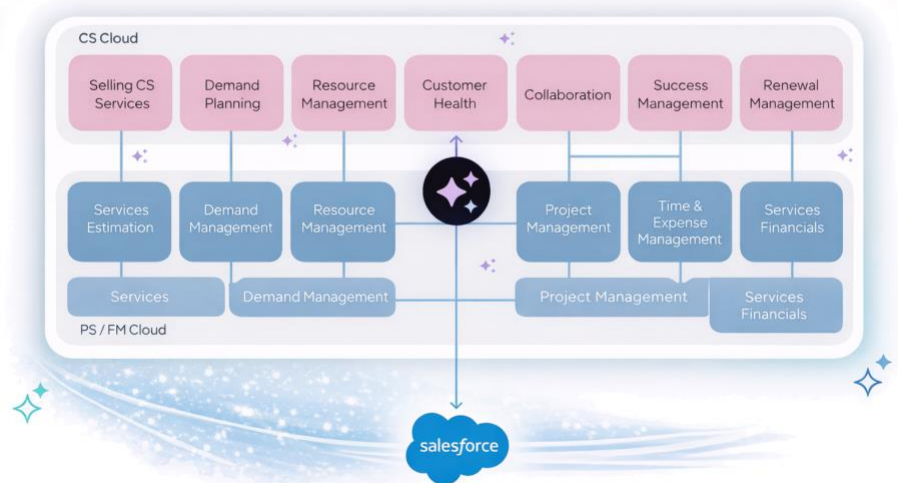 CS Cloud
Selling CS
Services
Demand
Planning
Resource
Management
Customer
Health
Collaboration
Success
Management
Renewal
Management
Services
Estimation
Demand
Management
Resource
Management
Project
Management
Time &
Expense
Management
Services
Financials
Services
Demand Management
Project Management
Services
Financials
PS / FM Cloud
salesforce